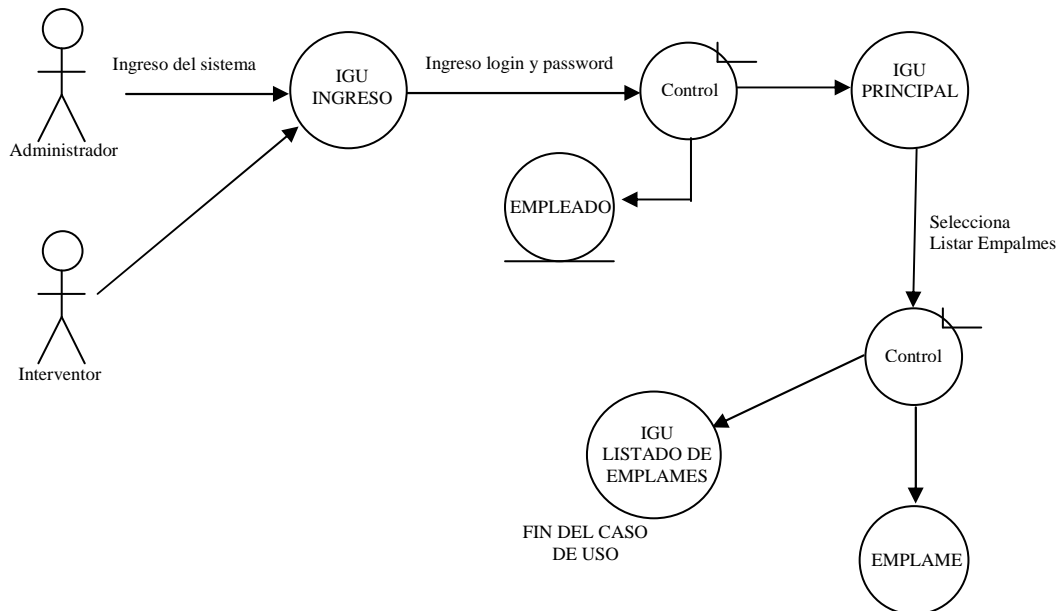 Administrador
Ingreso del sistema
IGU
INGRESO
Ingreso login y password
Control
IGU
PRINCIPAL
EMPLEADO
Selecciona
Listar Empalmes
Interventor
Control
IGU
LISTADO DE
EMPLAMES
FIN DEL CASO
DE USO
EMPLAME